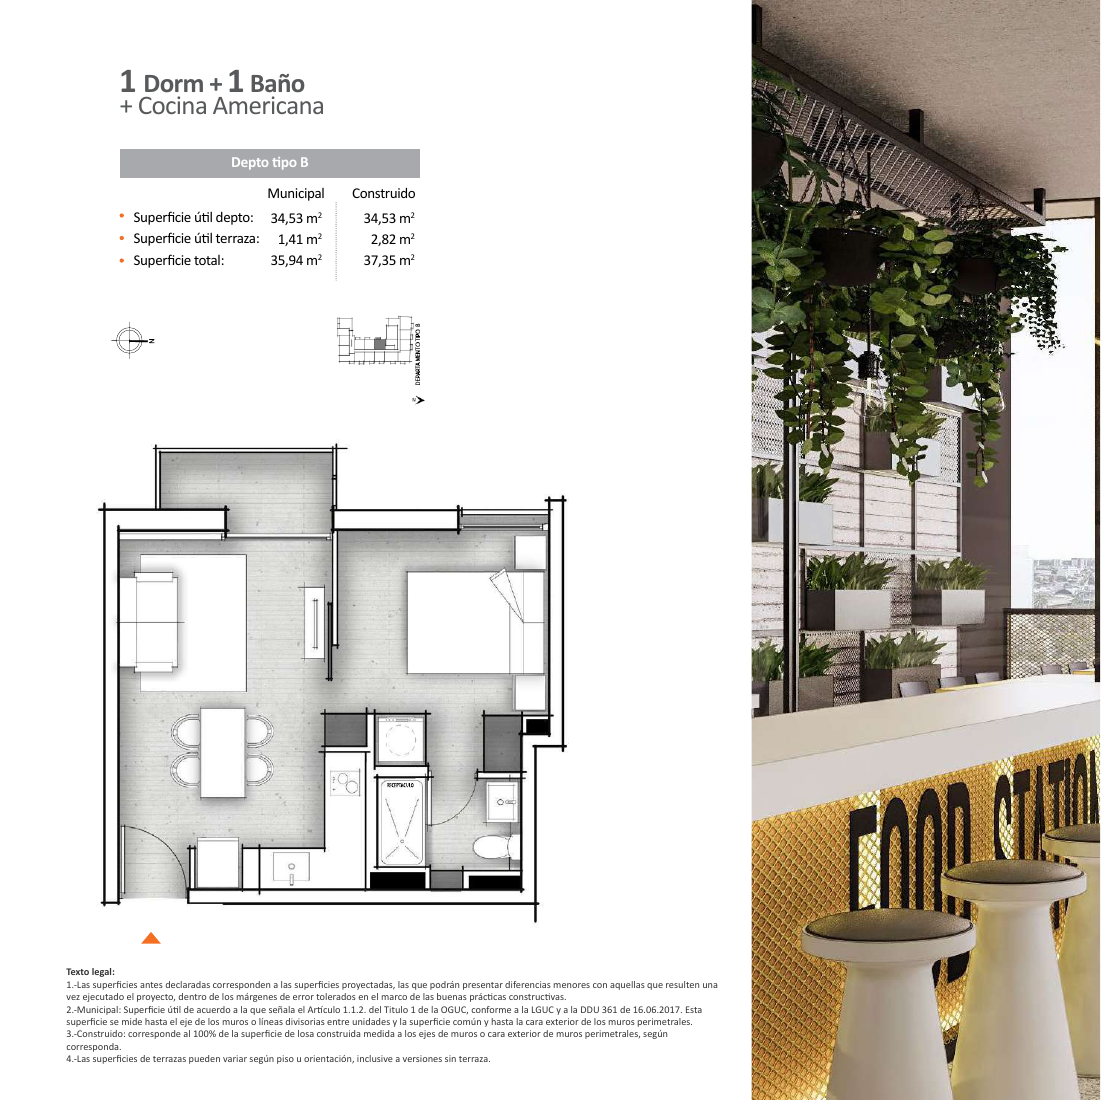 1 Dorm + 1 Baño
+ Cocina Americana
Depto tipo B
Municipal Construido
• Superficie útil depto: 34,53 m² 34,53 m²
• Superficie útil terraza: 1,41 m² 2,82 m²
• Superficie total: 35,94 m² 37,35 m²
N
DEPARTAMENTO TIPO B
N
RECEPTACULO
FOOD STATION
Texto legal:
1.-Las superficies antes declaradas corresponden a las superficies proyectadas, las que podrán presentar diferencias menores con aquellas que resulten una
vez ejecutado el proyecto, dentro de los márgenes de error tolerados en el marco de las buenas prácticas constructivas.
2.-Municipal: Superficie útil de acuerdo a la que señala el Artículo 1.1.2. del Titulo 1 de la OGUC, conforme a la LGUC y a la DDU 361 de 16.06.2017. Esta
superficie se mide hasta el eje de los muros o líneas divisorias entre unidades y la superficie común y hasta la cara exterior de los muros perimetrales.
3.-Construido: corresponde al 100% de la superficie de losa construida medida a los ejes de muros o cara exterior de muros perimetrales, según
corresponda.
4.-Las superficies de terrazas pueden variar según piso u orientación, inclusive a versiones sin terraza.